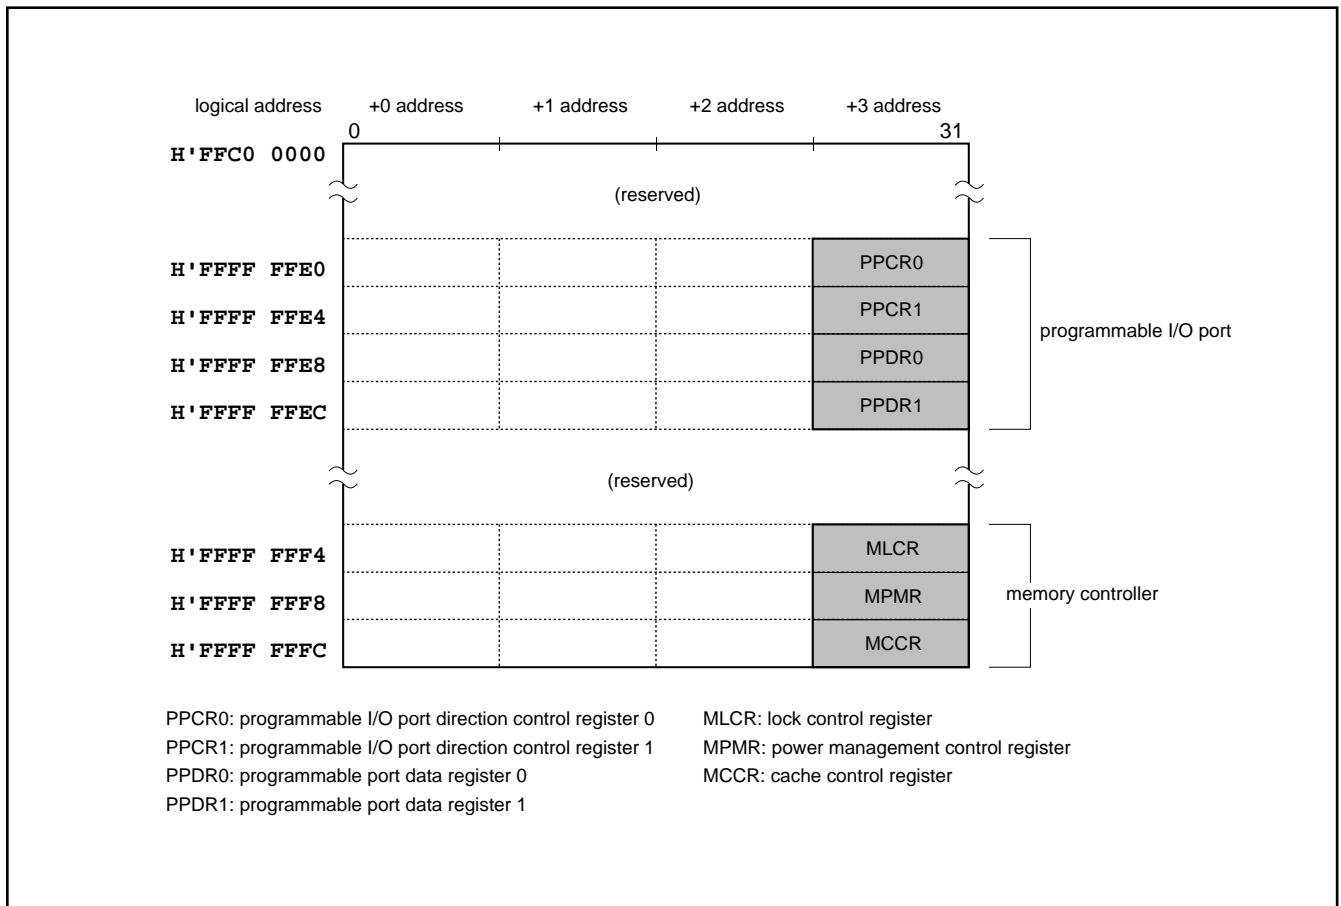 logical address +0 address +1 address +2 address +3 address
0 31
H'FFC0 0000
(reserved)
H'FFFF FFE0 PPCR0
H'FFFF FFE4 PPCR1
programmable I/O port
H'FFFF FFE8 PPDR0
H'FFFF FFEC PPDR1
(reserved)
H'FFFF FFF4 MLCR
H'FFFF FFF8 MPMR
memory controller
H'FFFF FFFC MCCR
PPCR0: programmable I/O port direction control register 0 MLCR: lock control register
PPCR1: programmable I/O port direction control register 1 MPMR: power management control register
PPDR0: programmable port data register 0 MCCR: cache control register
PPDR1: programmable port data register 1